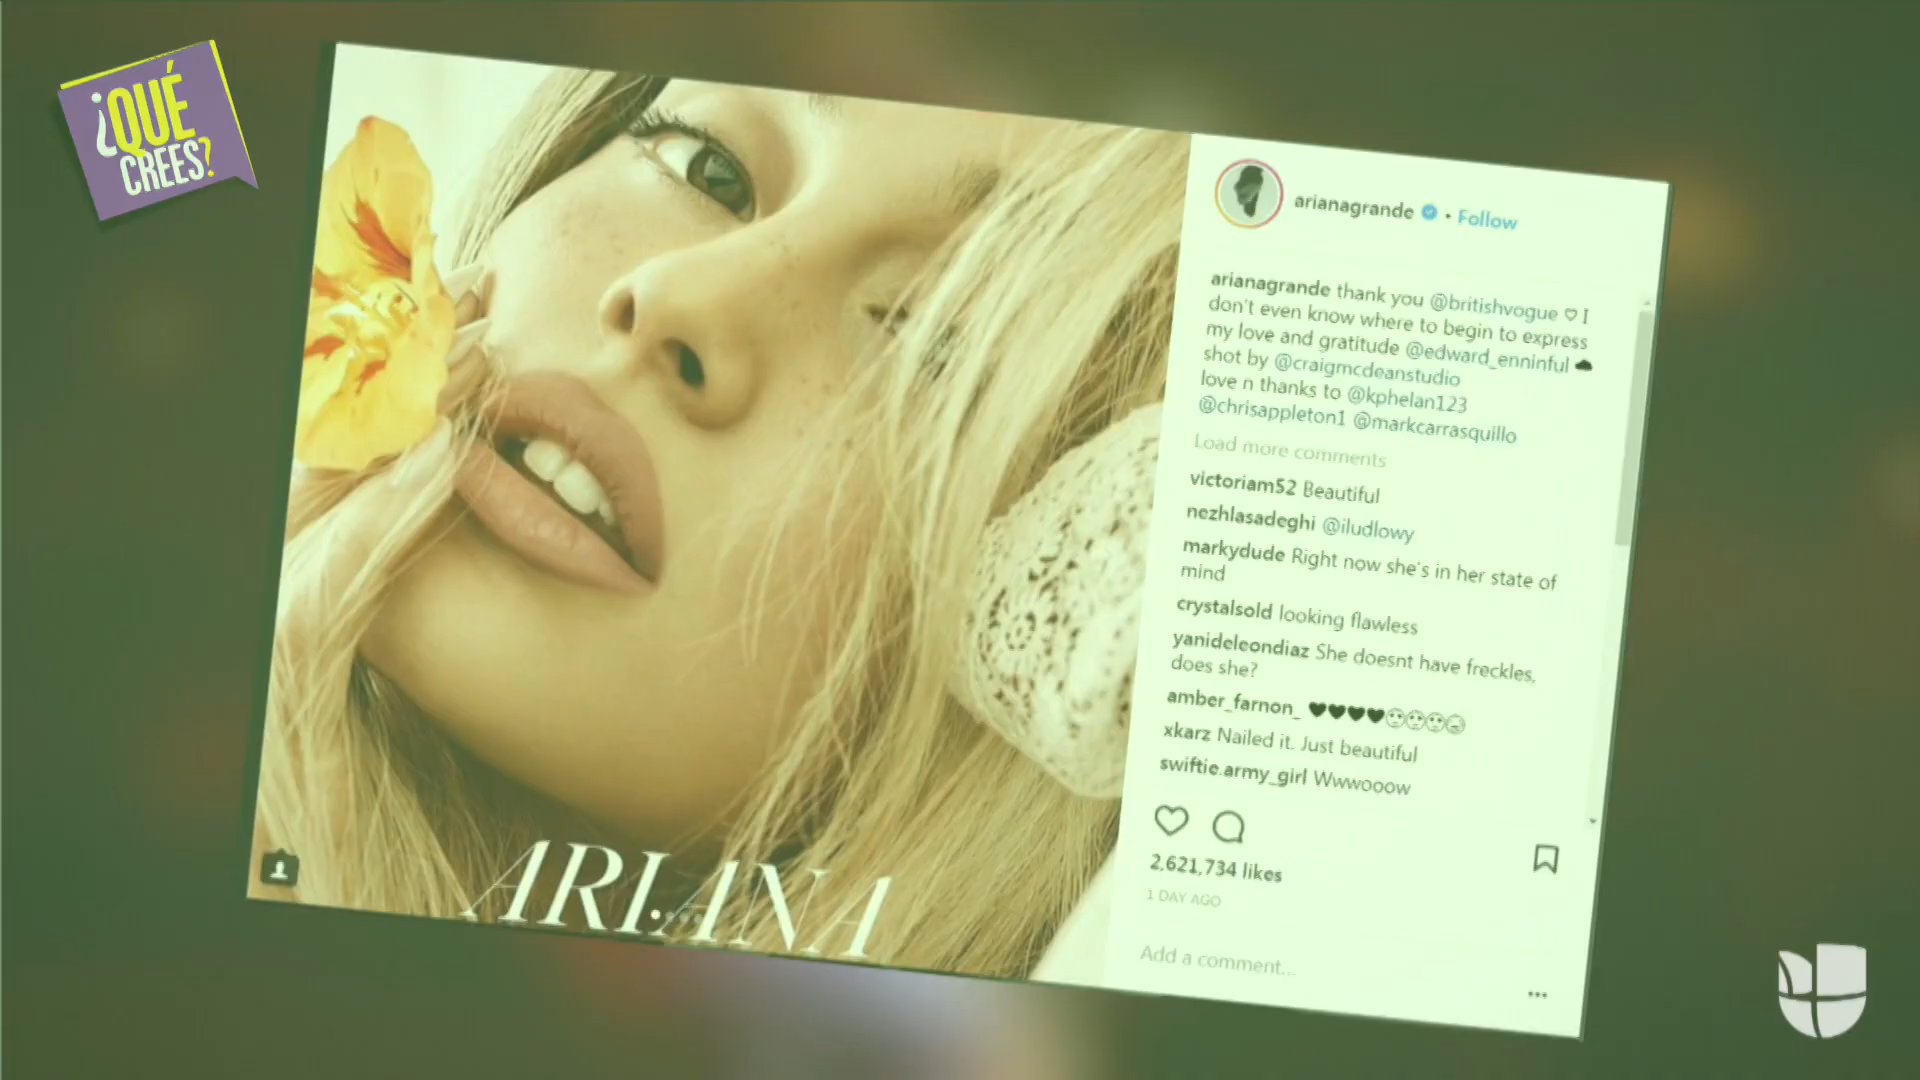 ¿QUÉ
CREES?
arianagrande • Follow
arianagrande thank you @britishvogue ♡ I
don't even know where to begin to express
my love and gratitude @edward_enninful ☁
shot by @craigmcdeanstudio
love n thanks to @kphelan123
@chrisappleton1 @markcarrasquillo
Load more comments
victoriam52 Beautiful
nezhlasadeghi @iludlowy
markydude Right now she's in her state of
mind
crystalsold looking flawless
yanideleondiaz She doesnt have freckles,
does she?
amber_farnon_
xkarz Nailed it. Just beautiful
swiftie.army_girl Wwwooow
2,621,734 likes
1 DAY AGO
Add a comment...
ARIANA